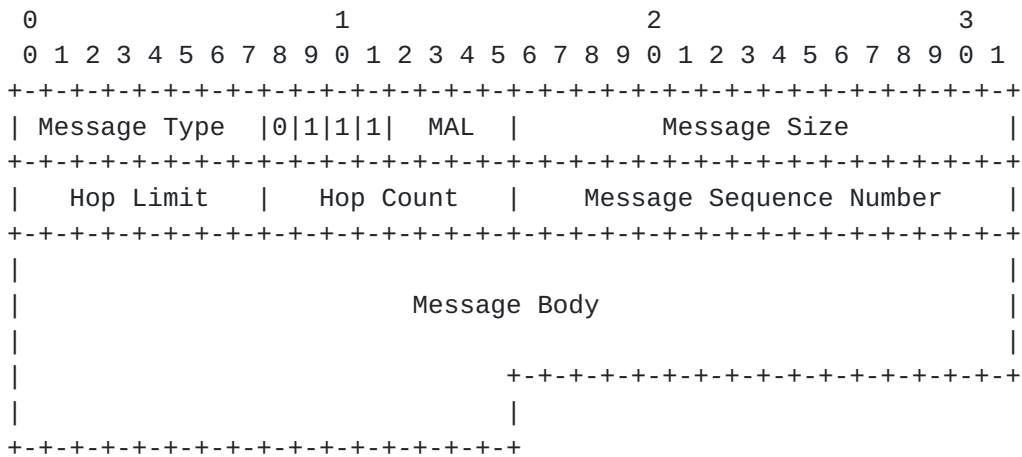 0                   1                   2                   3
 0 1 2 3 4 5 6 7 8 9 0 1 2 3 4 5 6 7 8 9 0 1 2 3 4 5 6 7 8 9 0 1
+-+-+-+-+-+-+-+-+-+-+-+-+-+-+-+-+-+-+-+-+-+-+-+-+-+-+-+-+-+-+-+-+
| Message Type  |0|1|1|1|  MAL  |         Message Size          |
+-+-+-+-+-+-+-+-+-+-+-+-+-+-+-+-+-+-+-+-+-+-+-+-+-+-+-+-+-+-+-+-+
|   Hop Limit   |   Hop Count   |    Message Sequence Number    |
+-+-+-+-+-+-+-+-+-+-+-+-+-+-+-+-+-+-+-+-+-+-+-+-+-+-+-+-+-+-+-+-+
|                                                               |
|                         Message Body                          |
|                                                               |
|                               +-+-+-+-+-+-+-+-+-+-+-+-+-+-+-+-+
|                               |
+-+-+-+-+-+-+-+-+-+-+-+-+-+-+-+-+